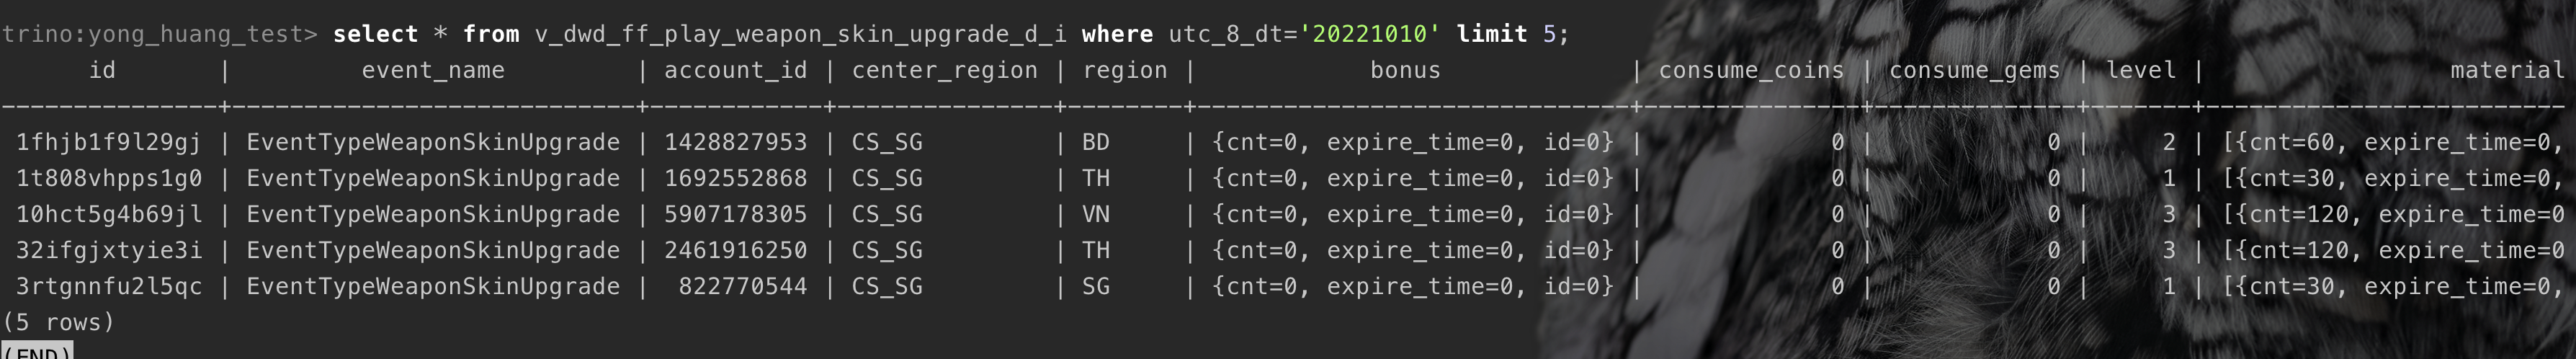 trino:yong_huang_test> select * from v_dwd_ff_play_weapon_skin_upgrade_d_i where utc_8_dt='20221010' limit 5;
id | event_name | account_id | center_region | region | bonus | consume_coins | consume_gems | level | material
---------------+-----------------------------+------------+---------------+--------+------------------------------+---------------+--------------+-------+-------------------------
1fhjb1f9l29gj | EventTypeWeaponSkinUpgrade | 1428827953 | CS_SG | BD | {cnt=0, expire_time=0, id=0} | 0 | 0 | 2 | [{cnt=60, expire_time=0,
1t808vhpps1g0 | EventTypeWeaponSkinUpgrade | 1692552868 | CS_SG | TH | {cnt=0, expire_time=0, id=0} | 0 | 0 | 1 | [{cnt=30, expire_time=0,
10hct5g4b69jl | EventTypeWeaponSkinUpgrade | 5907178305 | CS_SG | VN | {cnt=0, expire_time=0, id=0} | 0 | 0 | 3 | [{cnt=120, expire_time=0
32ifgjxtyie3i | EventTypeWeaponSkinUpgrade | 2461916250 | CS_SG | TH | {cnt=0, expire_time=0, id=0} | 0 | 0 | 3 | [{cnt=120, expire_time=0
3rtgnnfu2l5qc | EventTypeWeaponSkinUpgrade | 822770544 | CS_SG | SG | {cnt=0, expire_time=0, id=0} | 0 | 0 | 1 | [{cnt=30, expire_time=0,
(5 rows)
(END)